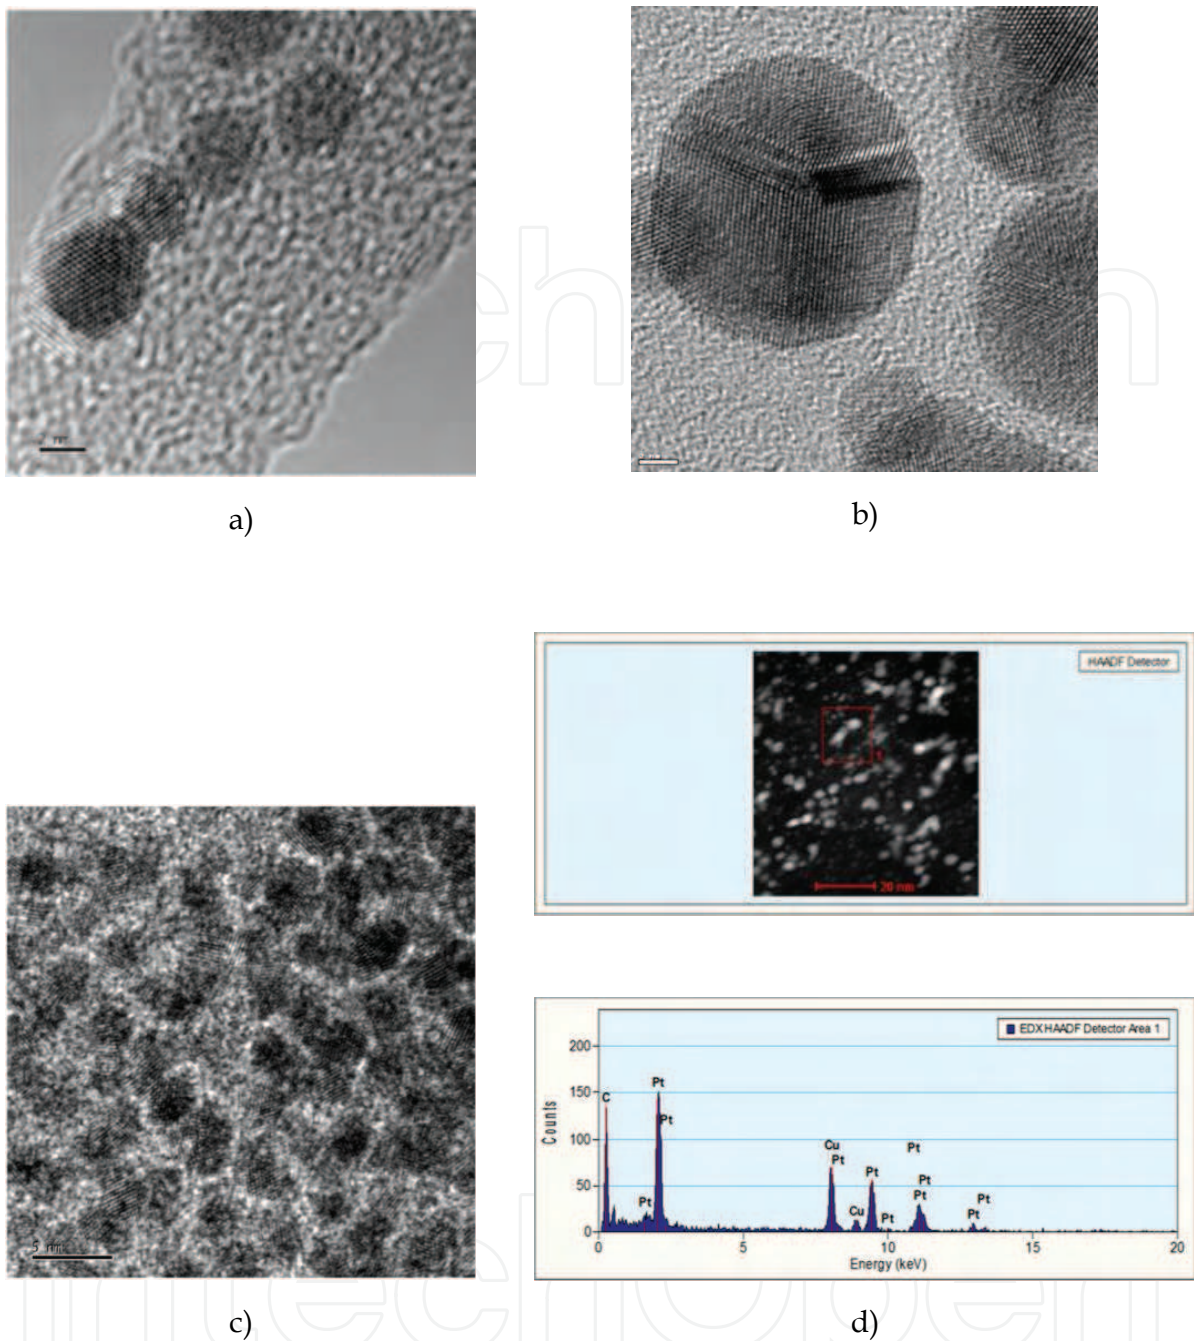 a)
b)
HAADF Detector
1
20 nm
5 nm
EDX HAADF Detector Area 1
Counts
200
150
100
50
0
C
Pt
Pt
Pt
Cu
Pt
Cu
Pt
Pt
Pt
Pt
Pt
Pt
Pt
0
5
10
15
20
Energy (keV)
c)
d)
intechopen